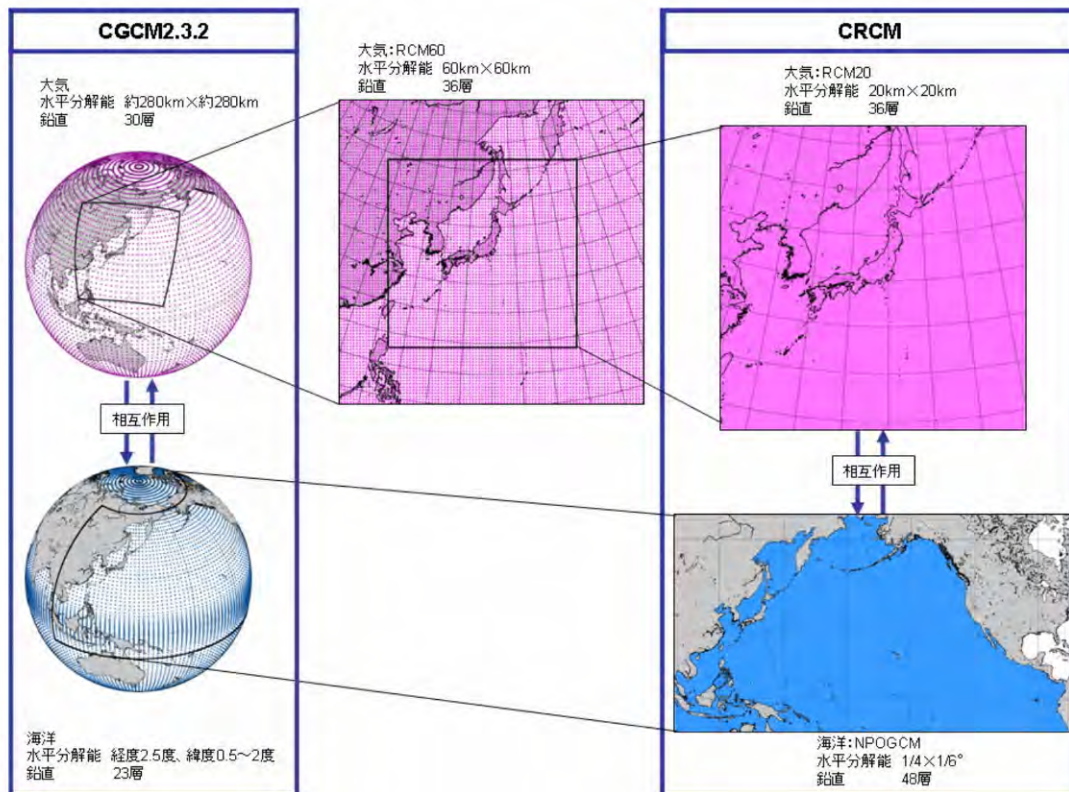 CGCM2.3.2
大気
水平分解能 約280km×約280km
鉛直 30層
相互作用
海洋
水平分解能 経度2.5度、緯度0.5～2度
鉛直 23層
大気:RCM60
水平分解能 60km×60km
鉛直 36層
CRCM
大気:RCM20
水平分解能 20km×20km
鉛直 36層
相互作用
海洋:NPOGCM
水平分解能 1/4×1/6°
鉛直 48層